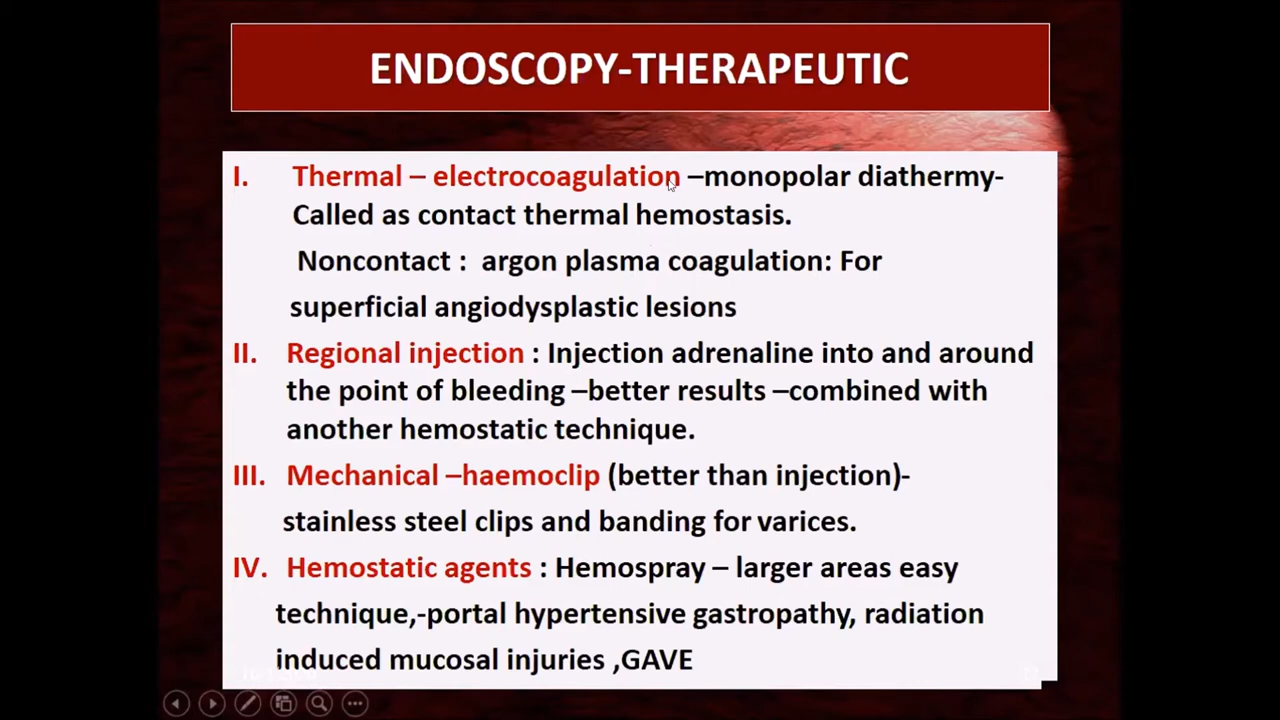 ENDOSCOPY-THERAPEUTIC
I. Thermal – electrocoagulation –monopolar diathermy-
Called as contact thermal hemostasis.
Noncontact : argon plasma coagulation: For
superficial angiodysplastic lesions
II. Regional injection : Injection adrenaline into and around
the point of bleeding –better results –combined with
another hemostatic technique.
III. Mechanical –haemoclip (better than injection)-
stainless steel clips and banding for varices.
IV. Hemostatic agents : Hemospray – larger areas easy
technique,-portal hypertensive gastropathy, radiation
induced mucosal injuries ,GAVE